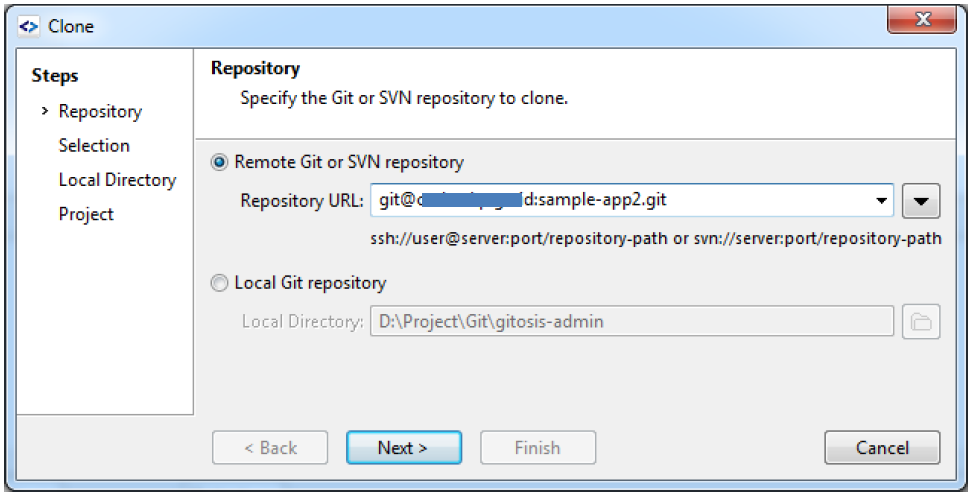 Clone
Steps
Repository
Selection
Local Directory
Project
Repository
Specify the Git or SVN repository to clone.
Remote Git or SVN repository
Repository URL: git@ d:sample-app2.git
ssh://user@server:port/repository-path or svn://server:port/repository-path
Local Git repository
Local Directory: D:\Project\Git\gitosis-admin
< Back Next > Finish Cancel